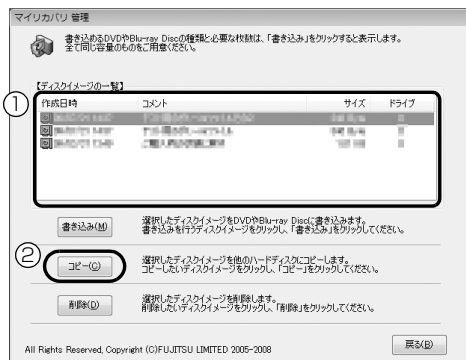 マイリカバリ 管理
書き込めるDVDやBlu-ray Discの種類と必要な枚数は、「書き込み」をクリックすると表示します。
全て同じ容量のものをご用意ください。
【ディスクイメージの一覧】
①
作成日時 コメント サイズ ドライブ
書き込み(M)
選択したディスクイメージをDVDやBlu-ray Discに書き込みます。
書き込みを行うディスクイメージをクリックし、「書き込み」をクリックしてください。
②
コピー(C)
選択したディスクイメージを他のハードディスクにコピーします。
コピーしたいディスクイメージをクリックし、「コピー」をクリックしてください。
削除(D)
選択したディスクイメージを削除します。
削除したいディスクイメージをクリックし、「削除」をクリックしてください。
All Rights Reserved, Copyright (C)FUJITSU LIMITED 2005-2008
戻る(B)